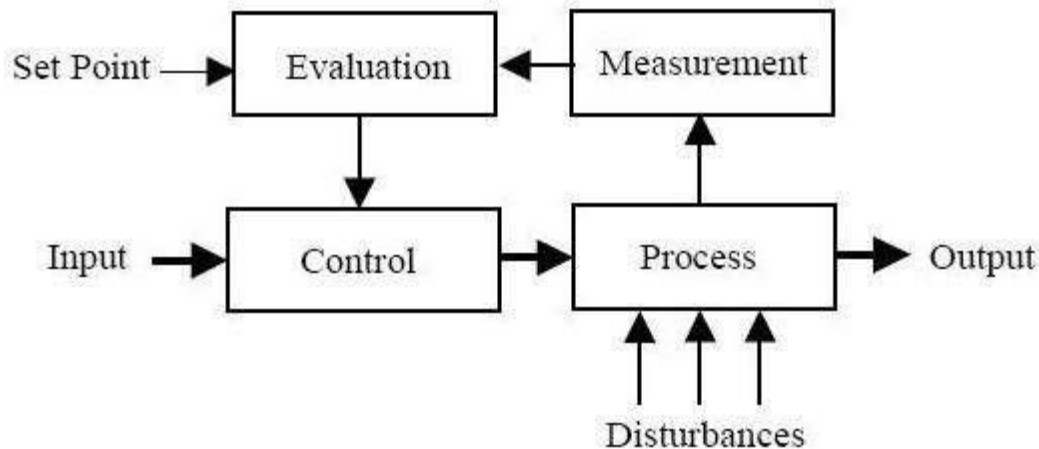 Set Point
Evaluation
Measurement
Input
Control
Process
Output
Disturbances